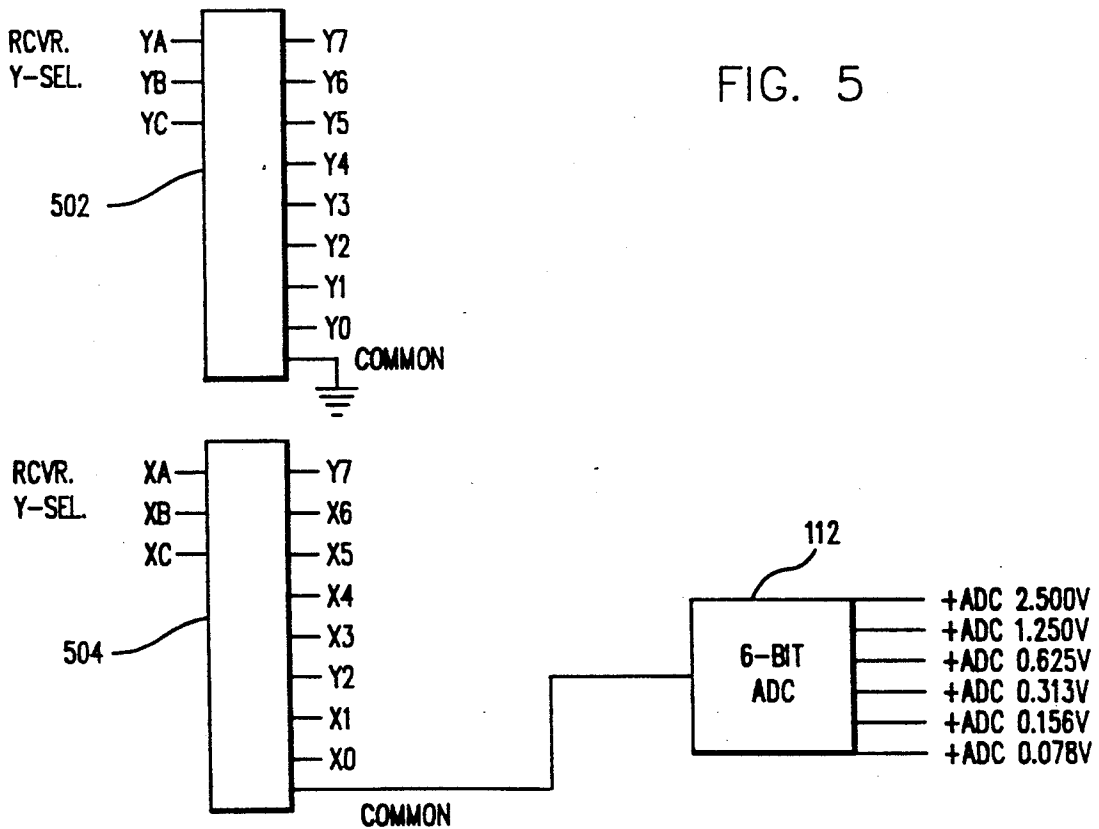 FIG. 5
RCVR. YA Y7
Y-SEL. YB Y6
YC Y5
Y4
502
Y3
Y2
Y1
Y0
COMMON
RCVR. XA Y7
Y-SEL. XB X6
XC X5
X4
504
X3
Y2
X1
X0
COMMON
112
6-BIT
ADC
+ADC 2.500V
+ADC 1.250V
+ADC 0.625V
+ADC 0.313V
+ADC 0.156V
+ADC 0.078V